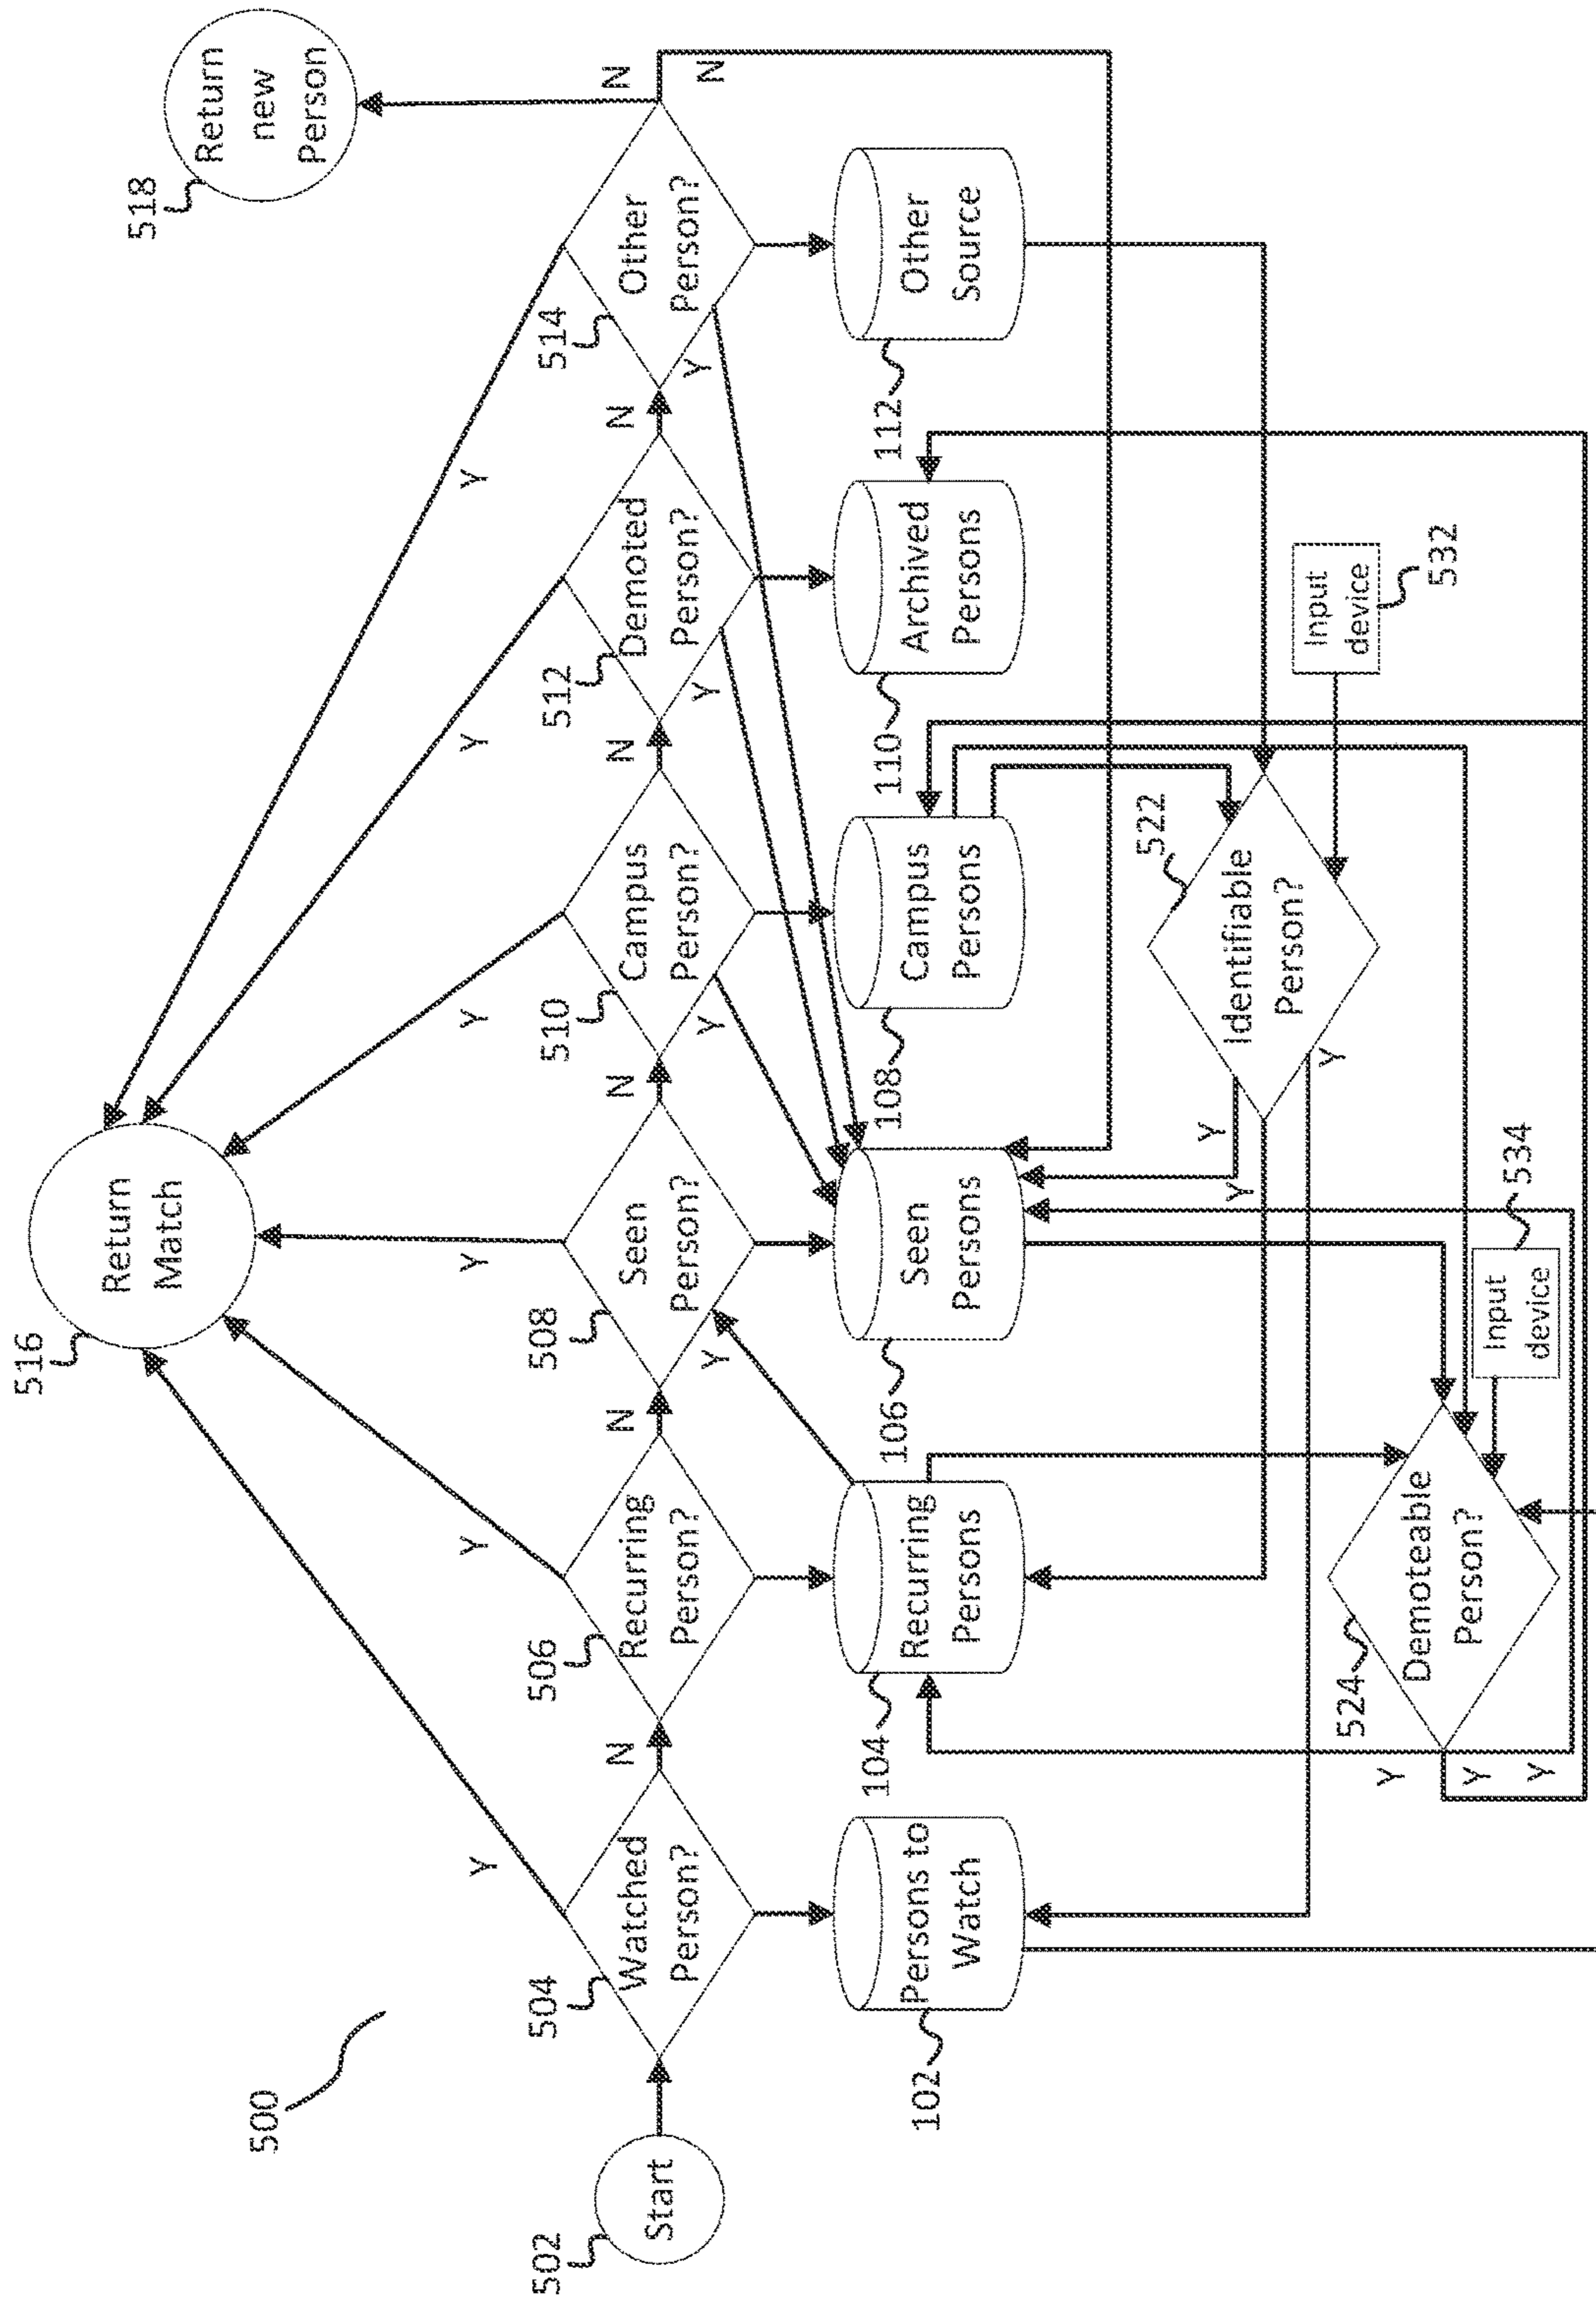 500
516
Return
Match
518
Return
new
Person
502
Start
504
Watched
Person?
Y
N
506
Recurring
Person?
Y
N
508
Seen
Person?
Y
N
510
Campus
Person?
Y
N
512
Demoted
Person?
Y
N
514
Other
Person?
Y
N
N
Y
Y
Y
Y
102
Persons to
Watch
104
Recurring
Persons
106
Seen
Persons
108
Campus
Persons
110
Archived
Persons
112
Other
Source
522
Identifiable
Person?
Y
Y
Y
532
Input
device
524
Demoteable
Person?
Y
Y
Y
534
Input
device